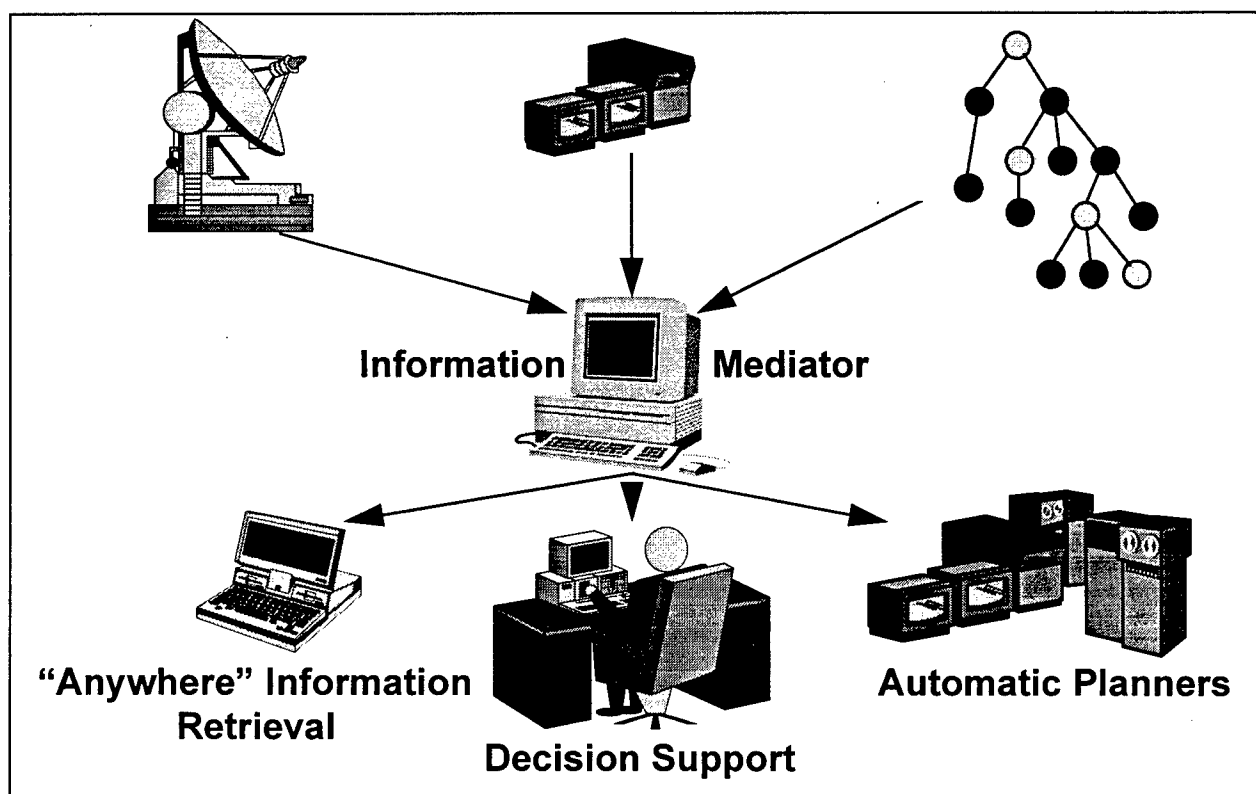 Information Mediator
“Anywhere” Information
Retrieval
Decision Support
Automatic Planners